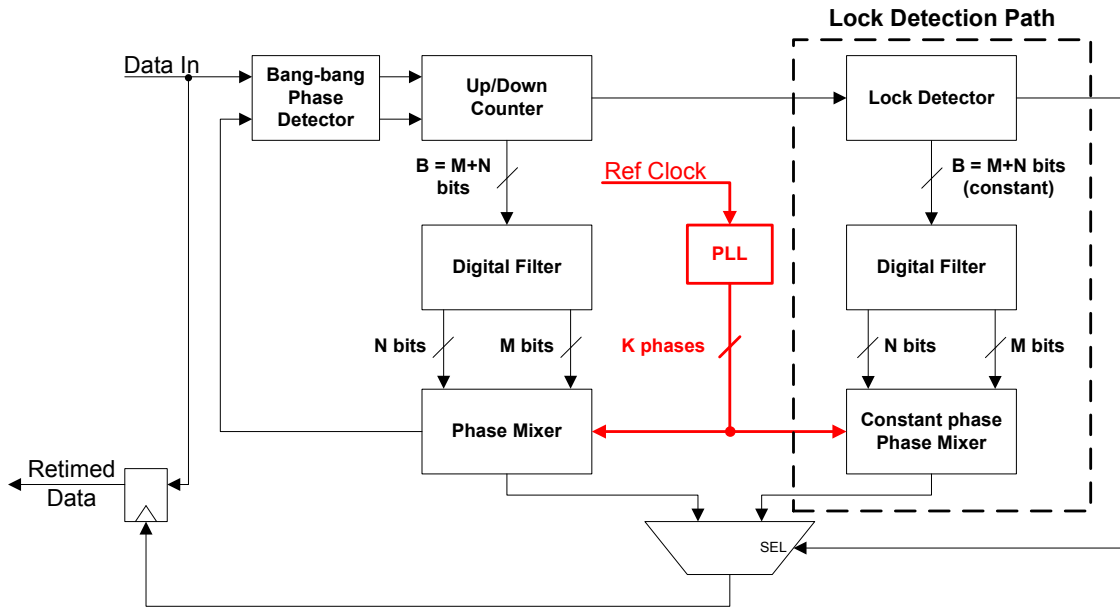 Lock Detection Path
Data In
Bang-bang
Phase
Detector
Up/Down
Counter
Lock Detector
B = M+N
bits
Ref Clock
B = M+N bits
(constant)
PLL
Digital Filter
Digital Filter
N bits
M bits
K phases
N bits
M bits
Phase Mixer
Constant phase
Phase Mixer
Retimed
Data
SEL